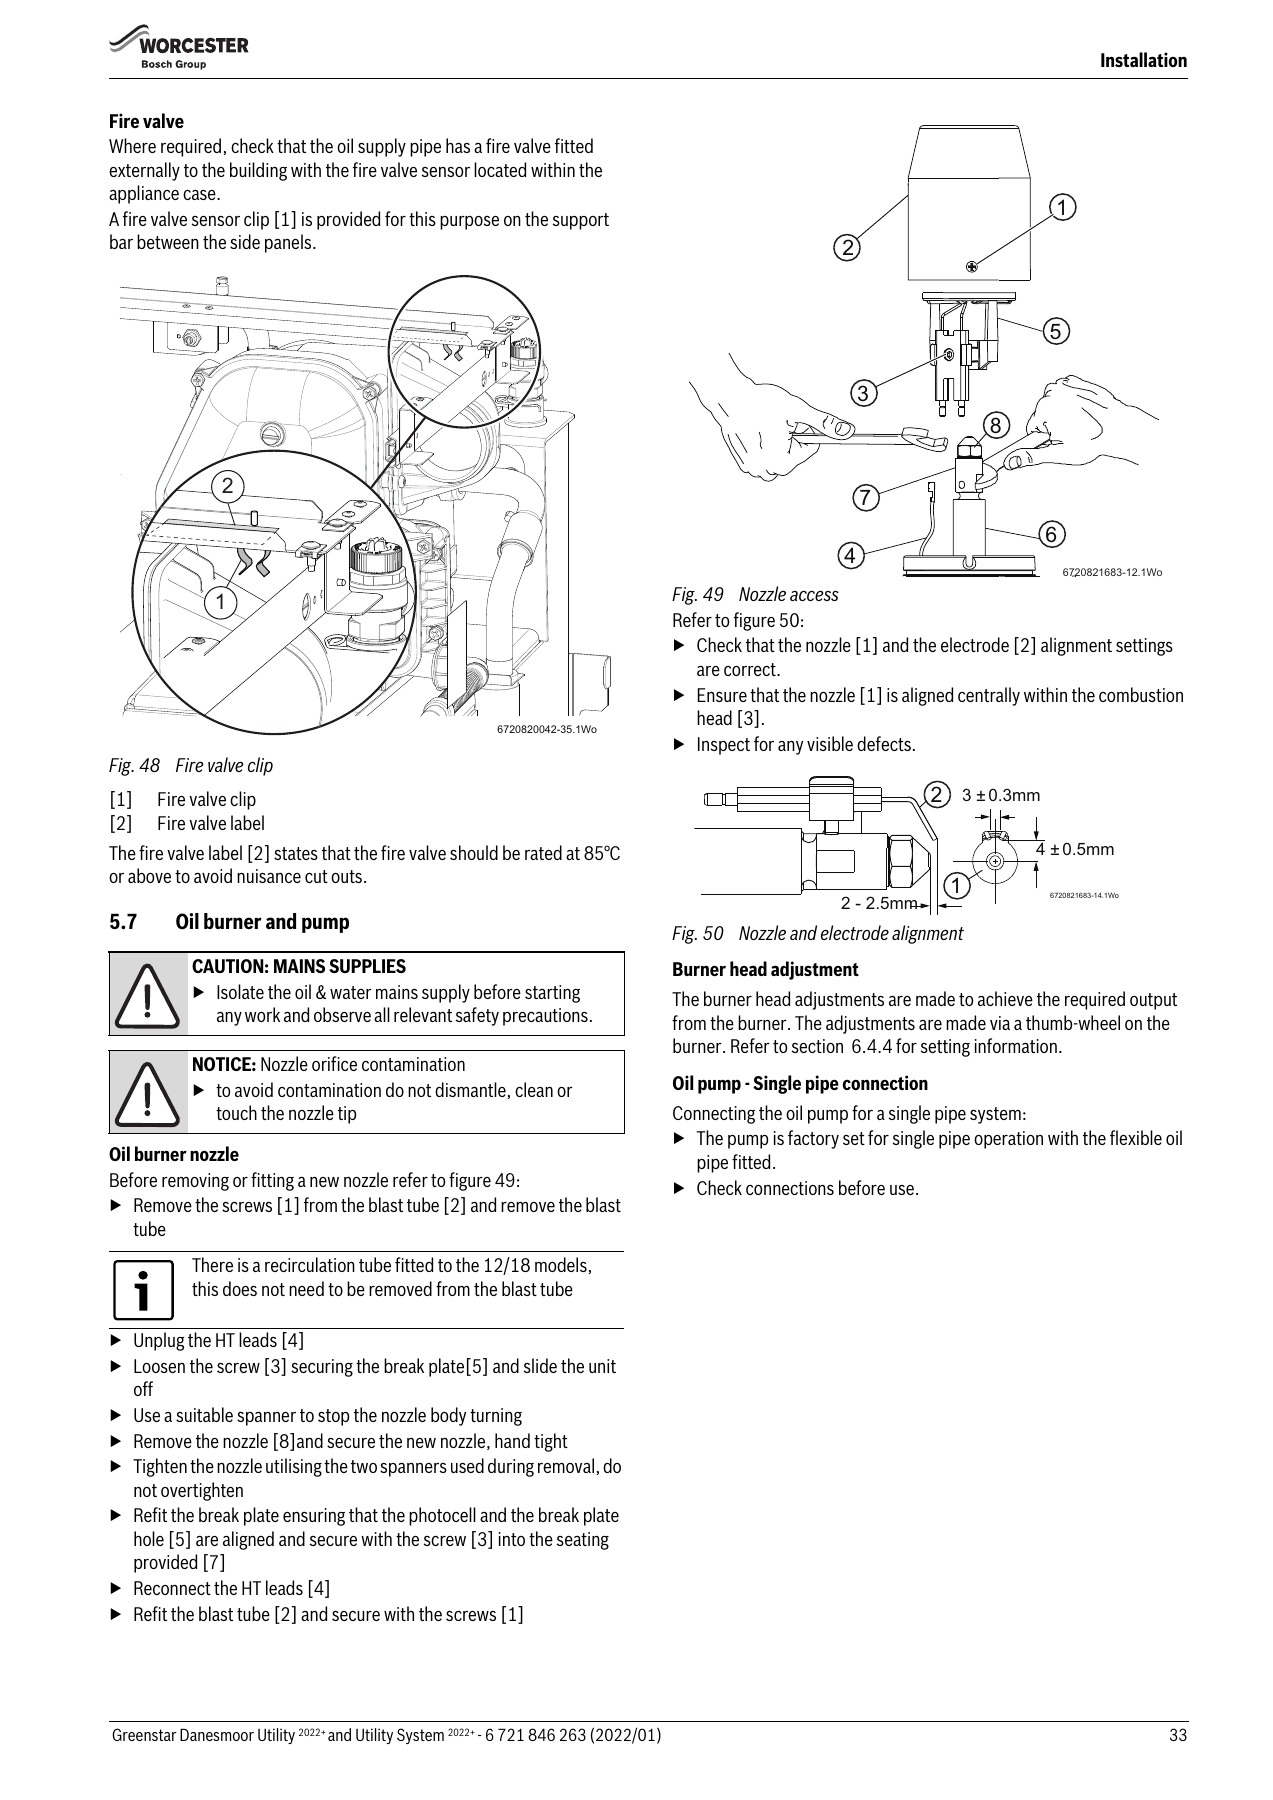 WORCESTER
Bosch Group
Installation
Fire valve
Where required, check that the oil supply pipe has a fire valve fitted
externally to the building with the fire valve sensor located within the
appliance case.
A fire valve sensor clip [1] is provided for this purpose on the support
bar between the side panels.
2
1
6720820042-35.1Wo
Fig. 48 Fire valve clip
[1] Fire valve clip
[2] Fire valve label
The fire valve label [2] states that the fire valve should be rated at 85°C
or above to avoid nuisance cut outs.
5.7 Oil burner and pump
CAUTION: MAINS SUPPLIES
▶ Isolate the oil & water mains supply before starting
any work and observe all relevant safety precautions.
NOTICE: Nozzle orifice contamination
▶ to avoid contamination do not dismantle, clean or
touch the nozzle tip
Oil burner nozzle
Before removing or fitting a new nozzle refer to figure 49:
▶ Remove the screws [1] from the blast tube [2] and remove the blast
tube
i
There is a recirculation tube fitted to the 12/18 models,
this does not need to be removed from the blast tube
▶ Unplug the HT leads [4]
▶ Loosen the screw [3] securing the break plate[5] and slide the unit
off
▶ Use a suitable spanner to stop the nozzle body turning
▶ Remove the nozzle [8]and secure the new nozzle, hand tight
▶ Tighten the nozzle utilising the two spanners used during removal, do
not overtighten
▶ Refit the break plate ensuring that the photocell and the break plate
hole [5] are aligned and secure with the screw [3] into the seating
provided [7]
▶ Reconnect the HT leads [4]
▶ Refit the blast tube [2] and secure with the screws [1]
1
2
5
3
8
7
6
4
6720821683-12.1Wo
Fig. 49 Nozzle access
Refer to figure 50:
▶ Check that the nozzle [1] and the electrode [2] alignment settings
are correct.
▶ Ensure that the nozzle [1] is aligned centrally within the combustion
head [3].
▶ Inspect for any visible defects.
2
3 ±0.3mm
4 ±0.5mm
1
2 - 2.5mm
6720821683-14.1Wo
Fig. 50 Nozzle and electrode alignment
Burner head adjustment
The burner head adjustments are made to achieve the required output
from the burner. The adjustments are made via a thumb-wheel on the
burner. Refer to section 6.4.4 for setting information.
Oil pump - Single pipe connection
Connecting the oil pump for a single pipe system:
▶ The pump is factory set for single pipe operation with the flexible oil
pipe fitted.
▶ Check connections before use.
Greenstar Danesmoor Utility 2022+ and Utility System 2022+ - 6 721 846 263 (2022/01)
33